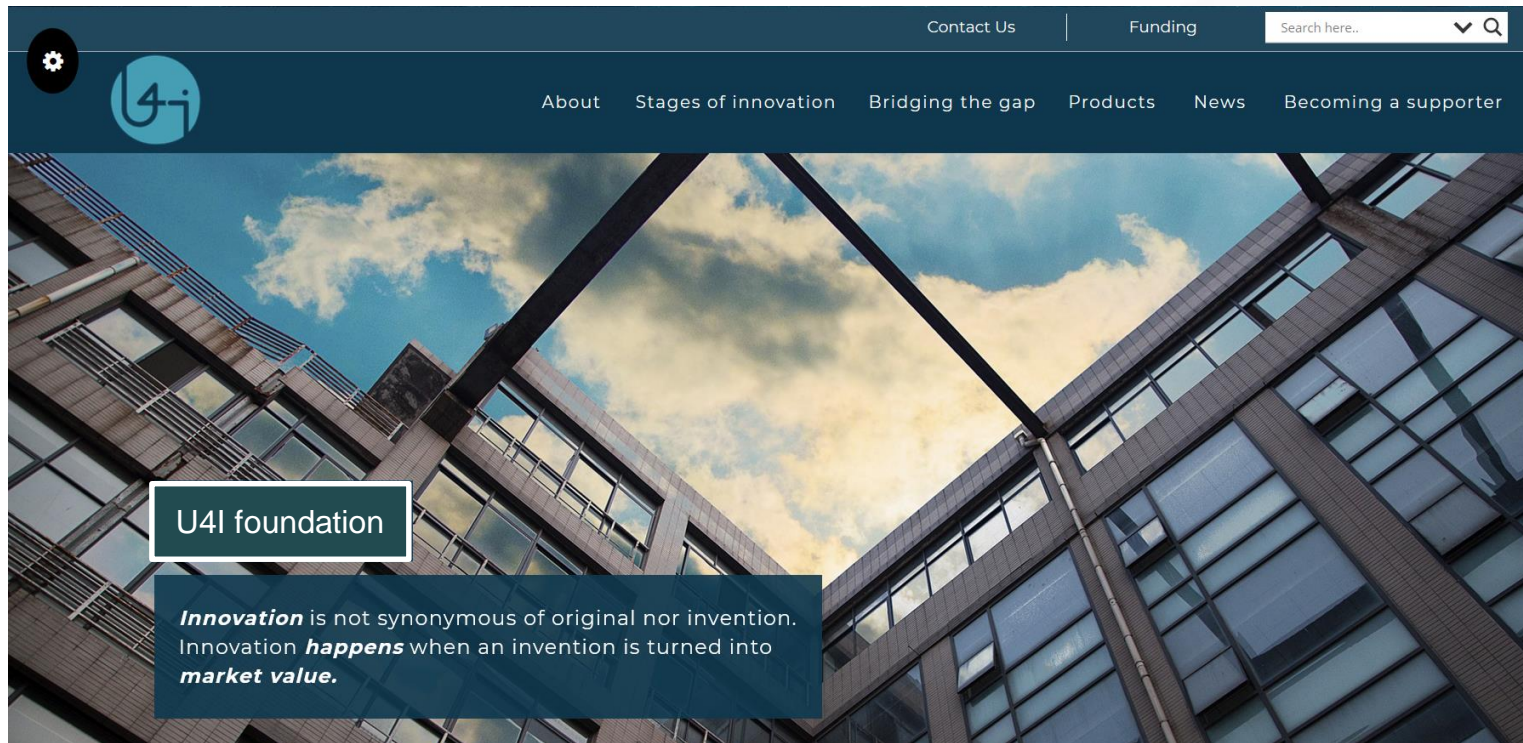 Contact Us
Funding
Search here..
U4i
About
Stages of innovation
Bridging the gap
Products
News
Becoming a supporter
U4I foundation
Innovation is not synonymous of original nor invention.
Innovation happens when an invention is turned into
market value.